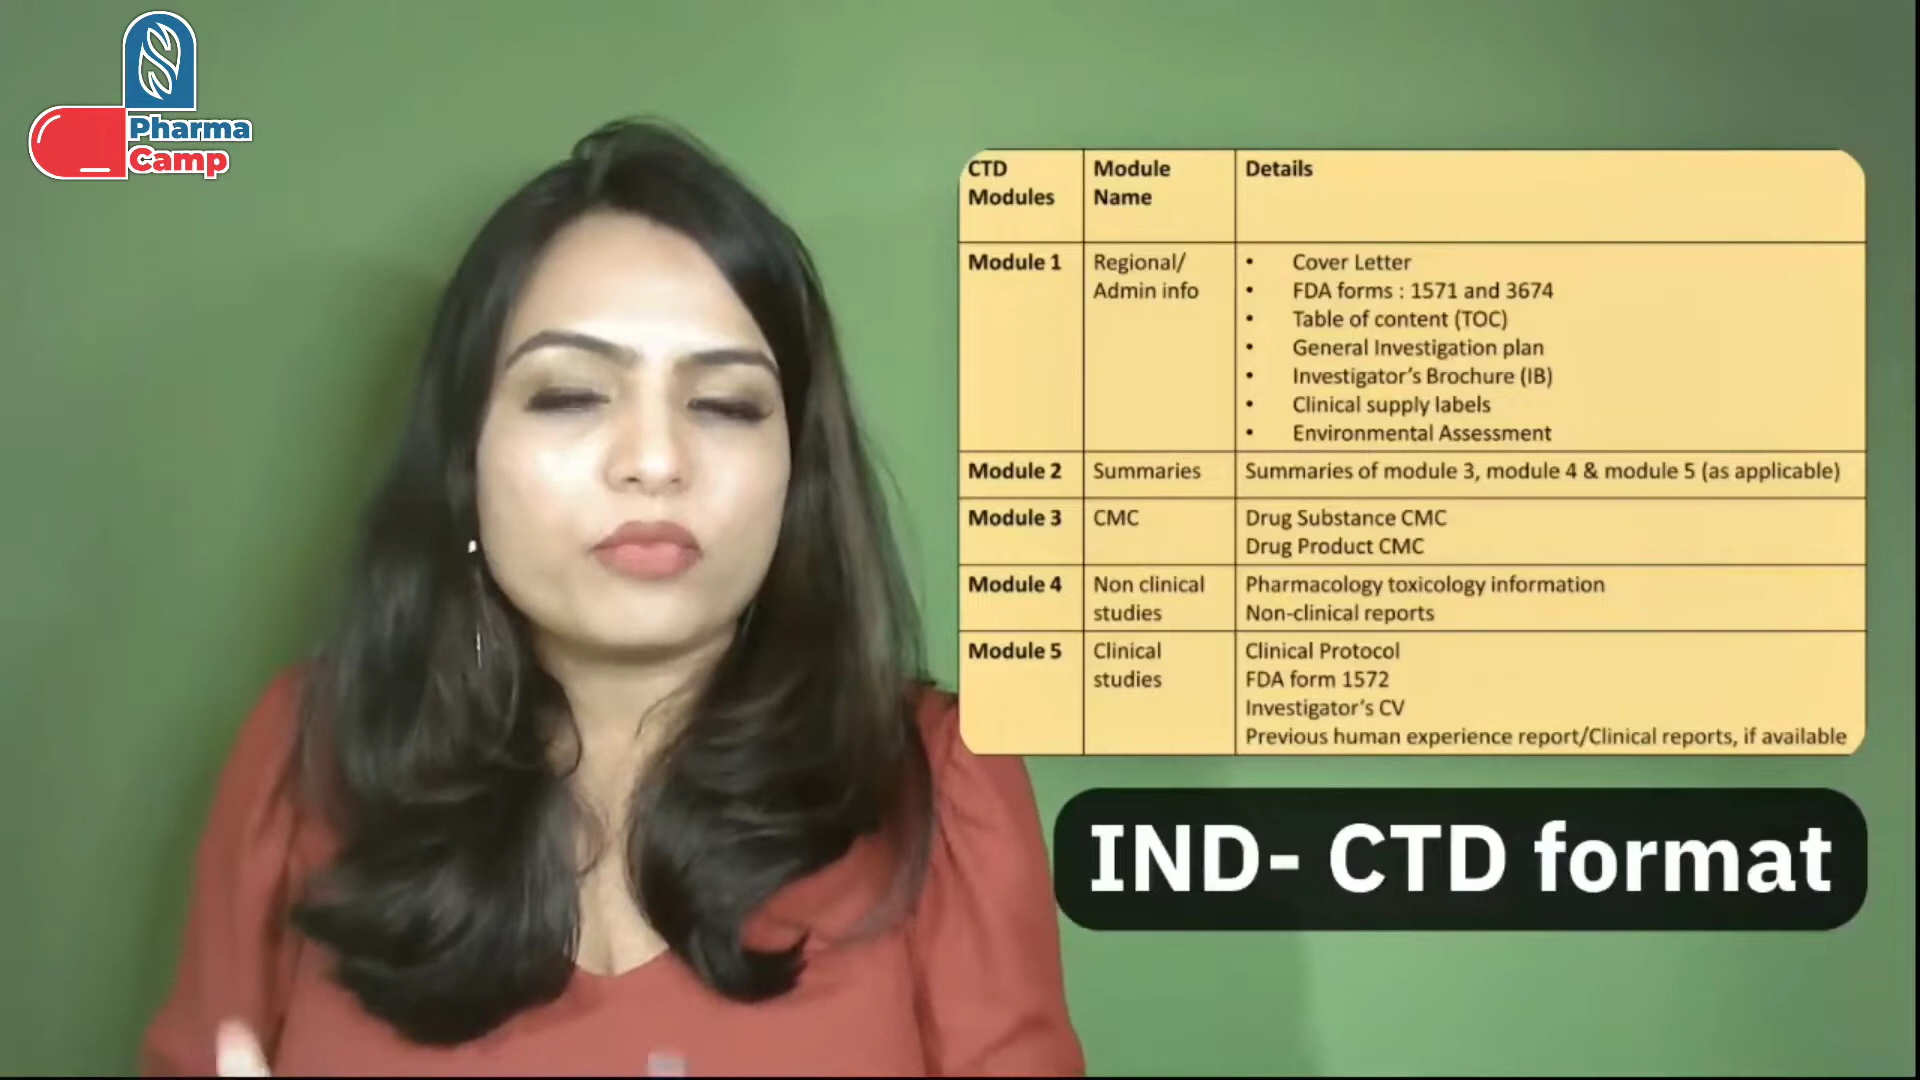 Pharma
Camp
CTD Modules
Module Name
Details
Module 1
Regional/
Admin info
• Cover Letter
• FDA forms : 1571 and 3674
• Table of content (TOC)
• General Investigation plan
• Investigator's Brochure (IB)
• Clinical supply labels
• Environmental Assessment
Module 2
Summaries
Summaries of module 3, module 4 & module 5 (as applicable)
Module 3
CMC
Drug Substance CMC
Drug Product CMC
Module 4
Non clinical
studies
Pharmacology toxicology information
Non-clinical reports
Module 5
Clinical
studies
Clinical Protocol
FDA form 1572
Investigator's CV
Previous human experience report/Clinical reports, if available
IND- CTD format